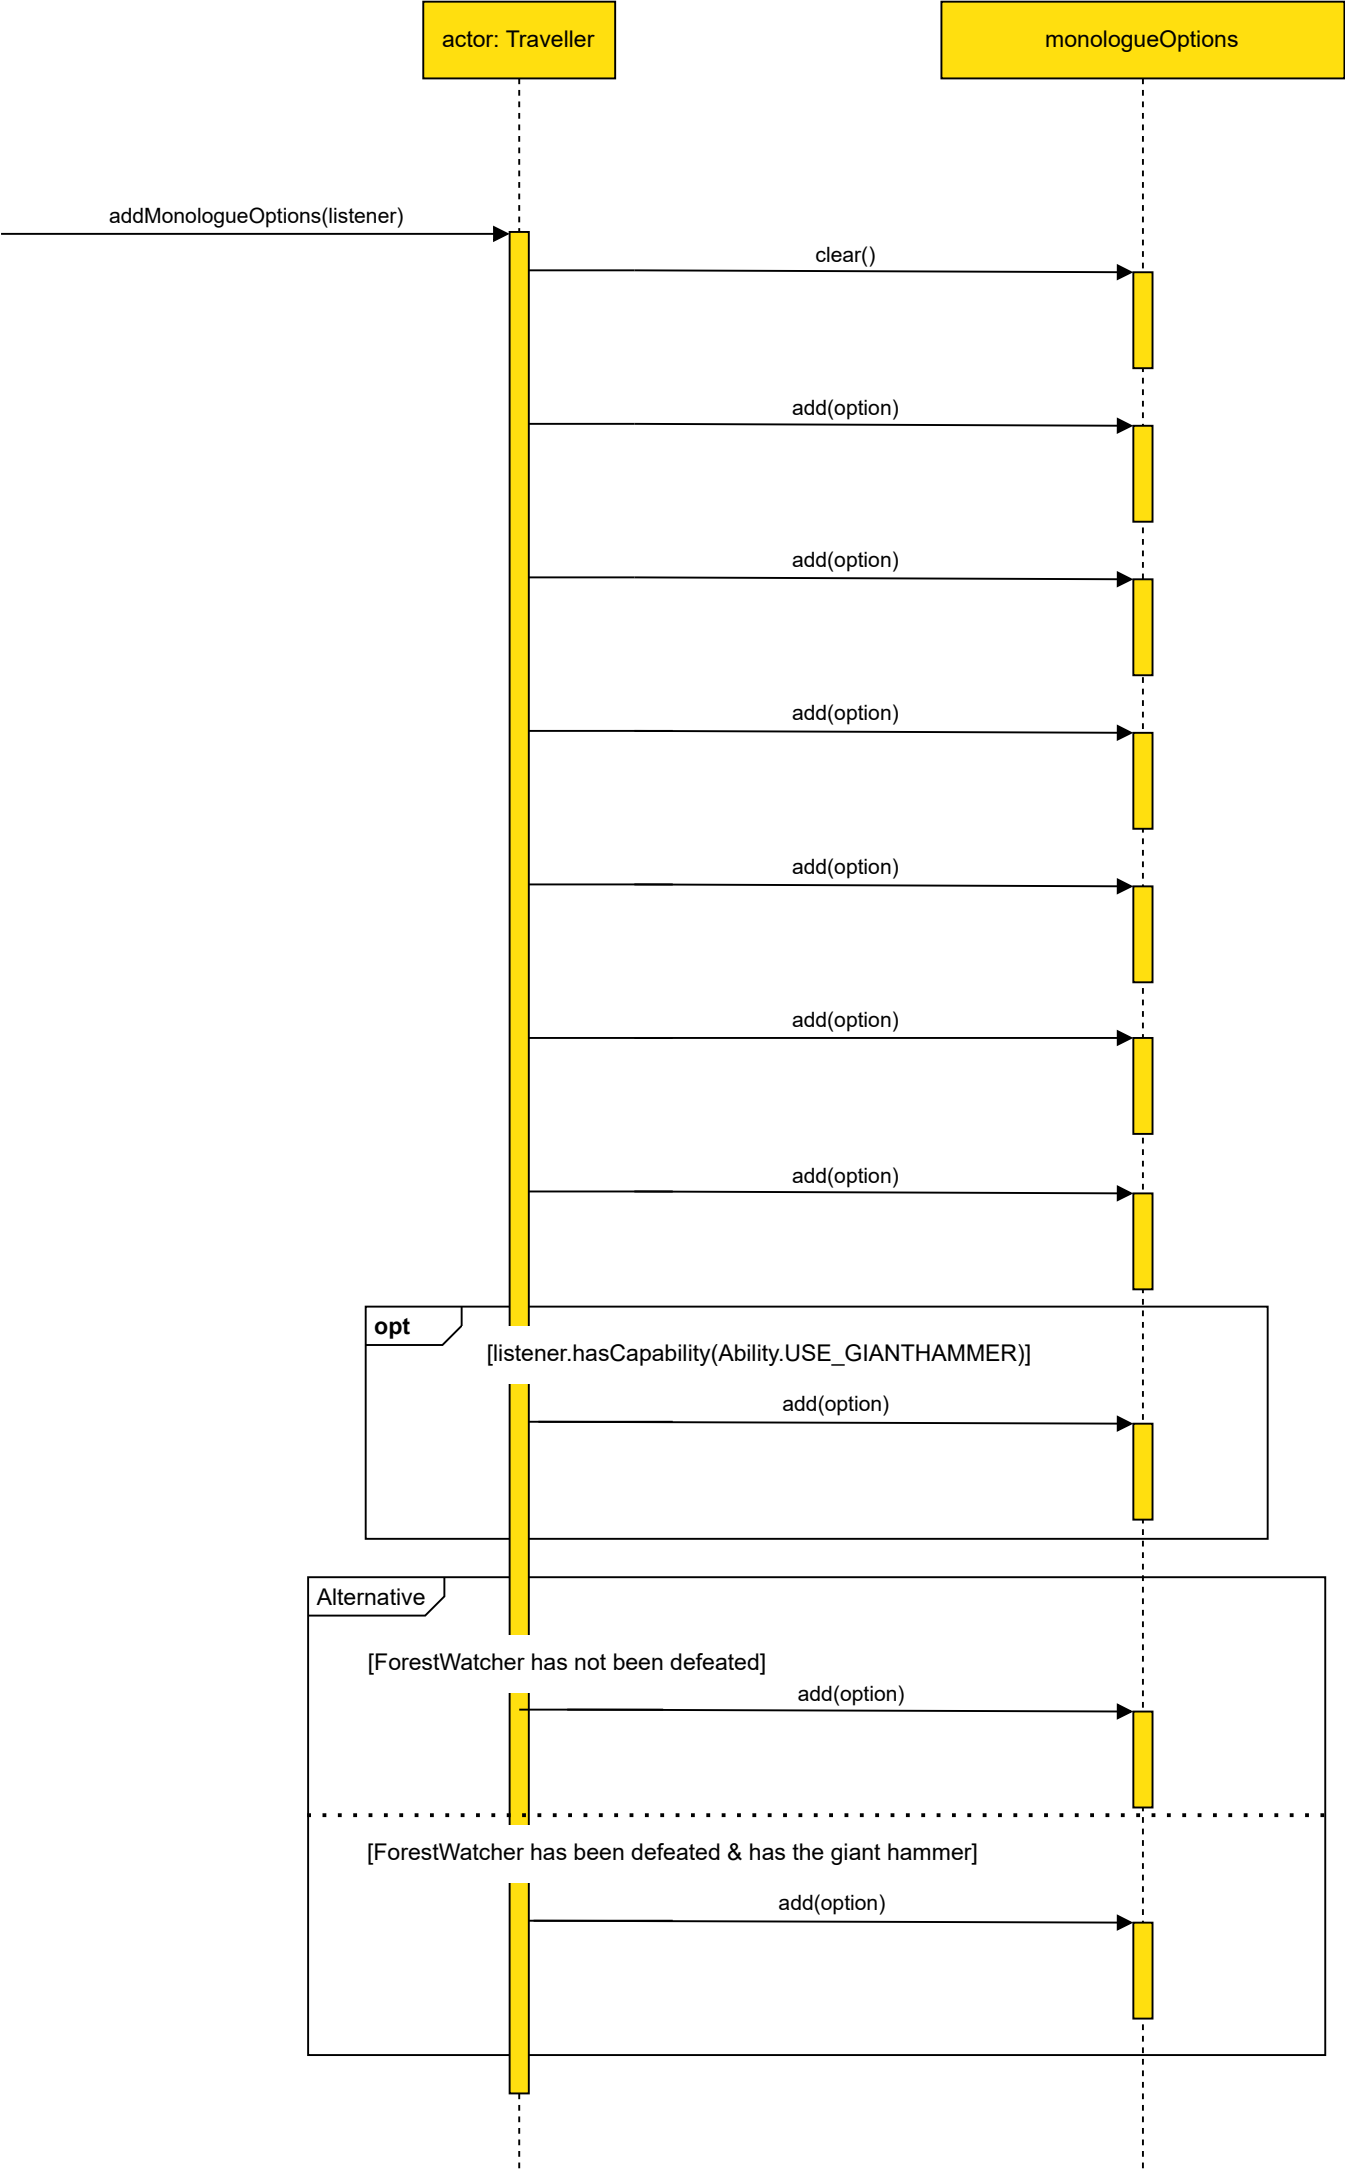 actor: Traveller
monologueOptions
addMonologueOptions(listener)
clear()
add(option)
add(option)
add(option)
add(option)
add(option)
add(option)
opt
[listener.hasCapability(Ability.USE_GIANTHAMMER)]
add(option)
Alternative
[ForestWatcher has not been defeated]
add(option)
[ForestWatcher has been defeated & has the giant hammer]
add(option)